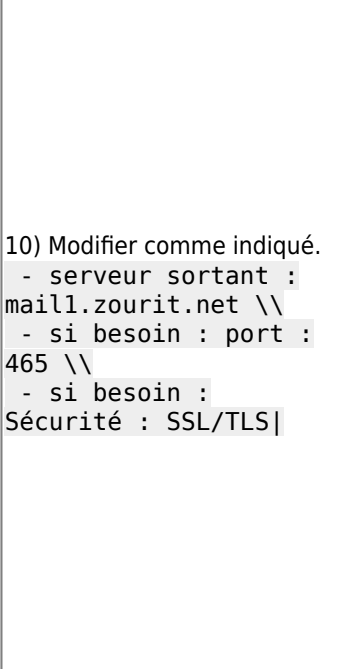 10) Modifier comme indiqué.
- serveur sortant :
mail1.zourit.net \\
- si besoin : port :
465 \\
- si besoin :
Sécurité : SSL/TLS|